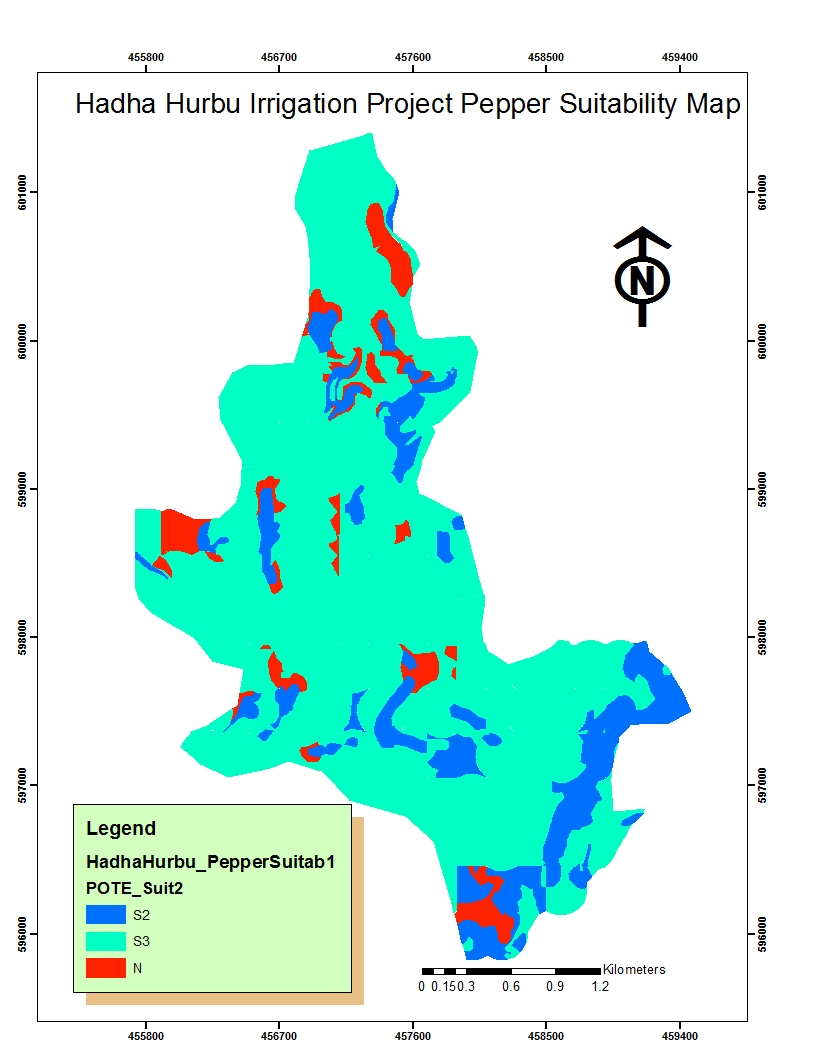 455800 456700 457600 458500 459400
Hadha Hurbu Irrigation Project Pepper Suitability Map
601000 601000
N
600000 600000
599000 599000
598000 598000
597000 597000
Legend
HadhaHurbu_PepperSuitab1
POTE_Suit2
S2
S3
N
596000 596000
Kilometers
0 0.15 0.3 0.6 0.9 1.2
455800 456700 457600 458500 459400